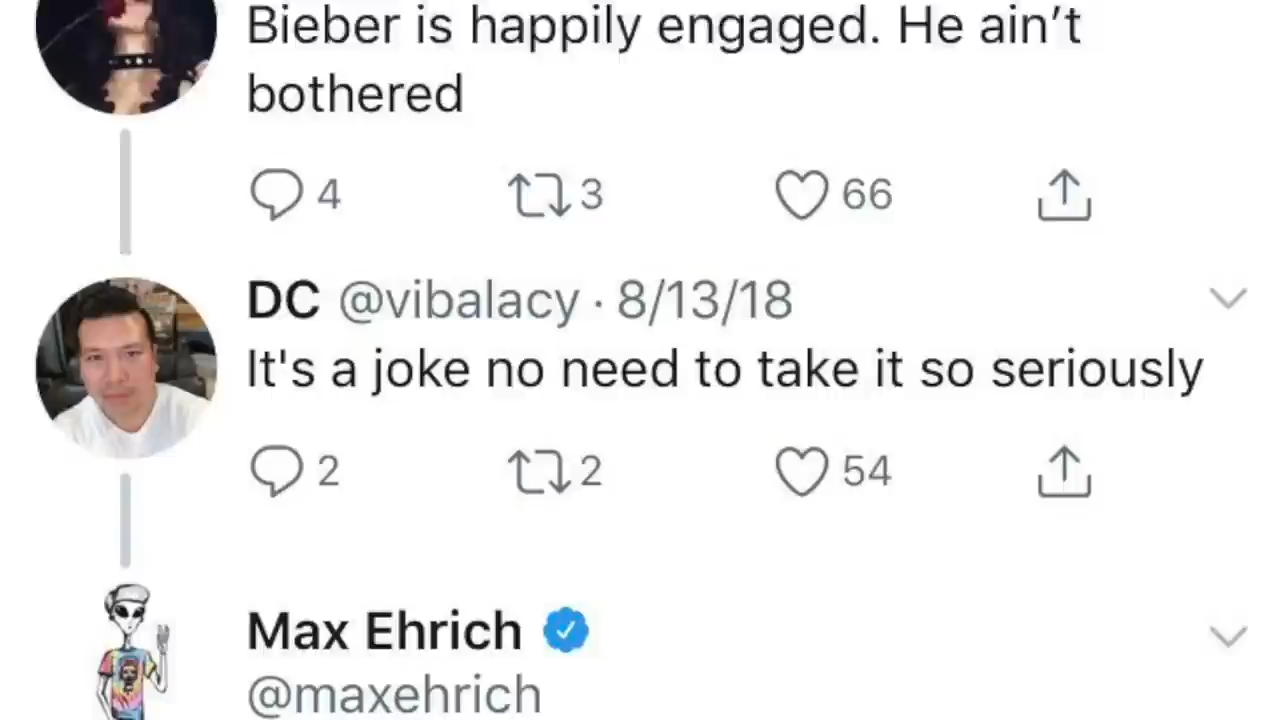 Bieber is happily engaged. He ain’t
bothered
4 3 66
DC @vibalacy · 8/13/18
It's a joke no need to take it so seriously
2 2 54
Max Ehrich
@maxehrich